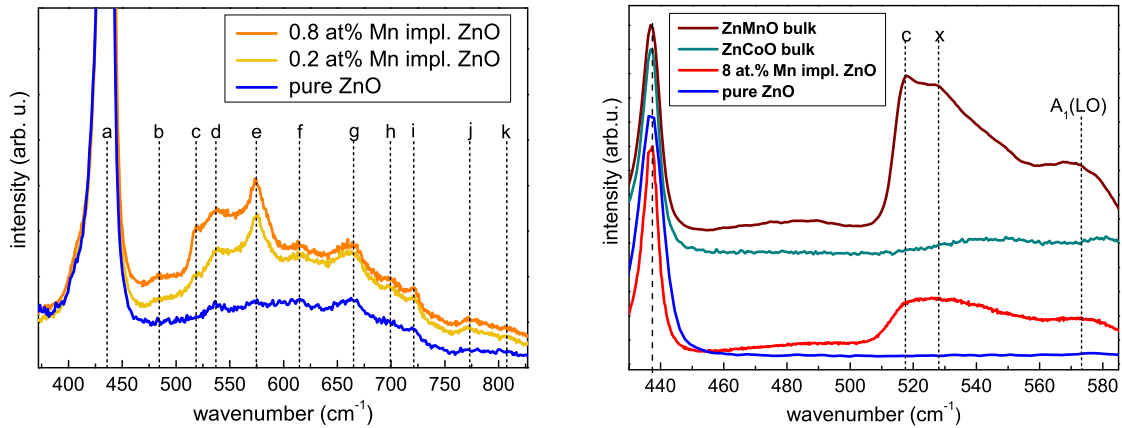 0.8 at% Mn impl. ZnO
0.2 at% Mn impl. ZnO
pure ZnO
a b c d e f g h i j k
intensity (arb. u.)
400 450 500 550 600 650 700 750 800
wavenumber (cm-1)
ZnMnO bulk
ZnCoO bulk
8 at.% Mn impl. ZnO
pure ZnO
c x
A1(LO)
intensity (arb.u.)
440 460 480 500 520 540 560 580
wavenumber (cm-1)